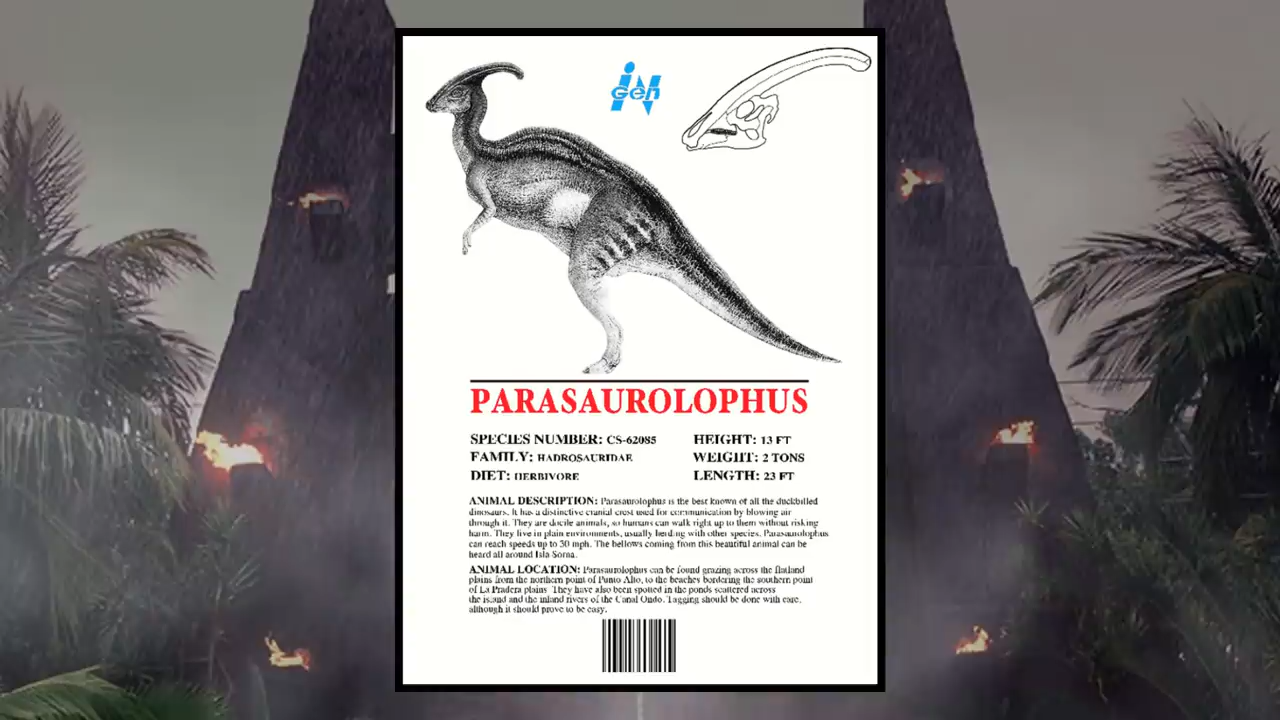 iN
Gen
PARASAUROLOPHUS
SPECIES NUMBER: CS-62085 HEIGHT: 13 FT
FAMILY: HADROSAURIDAE WEIGHT: 2 TONS
DIET: HERBIVORE LENGTH: 23 FT
ANIMAL DESCRIPTION: Parasaurolophus is the best known of all the duckbilled
dinosaurs. It has a distinctive cranial crest used for communication by blowing air
through it. They are docile animals, so humans can walk right up to them without risking
harm. They live in plain environments, usually herding with other species. Parasaurolophus
can reach speeds up to 30 mph. The bellows coming from this beautiful animal can be
heard all around Isla Sorna.
ANIMAL LOCATION: Parasaurolophus can be found grazing across the flatland
plains from the northern point of Punto Alto, to the beaches bordering the southern point
of La Pradera plains. They have also been spotted in the ponds scattered across
the island and the inland rivers of the Canal Ondo. Tagging should be done with care,
although it should prove to be easy.